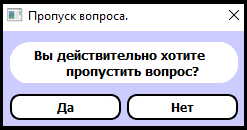 Пропуск вопроса.
Вы действительно хотите
пропустить вопрос?
Да
Нет